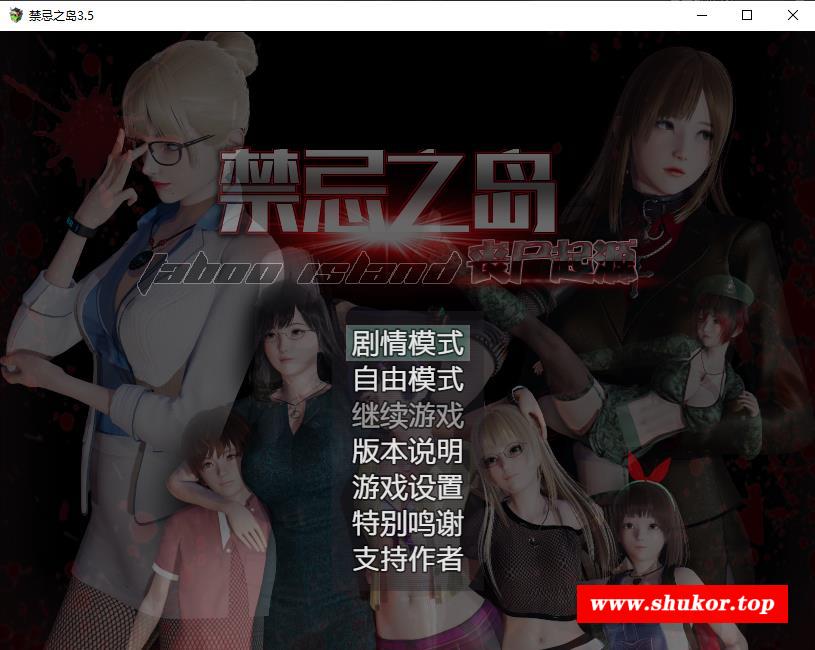 禁忌之岛3.5
禁忌之岛
Taboo island 丧尸起源
剧情模式
自由模式
继续游戏
版本说明
游戏设置
特别鸣谢
支持作者
www.shukor.top